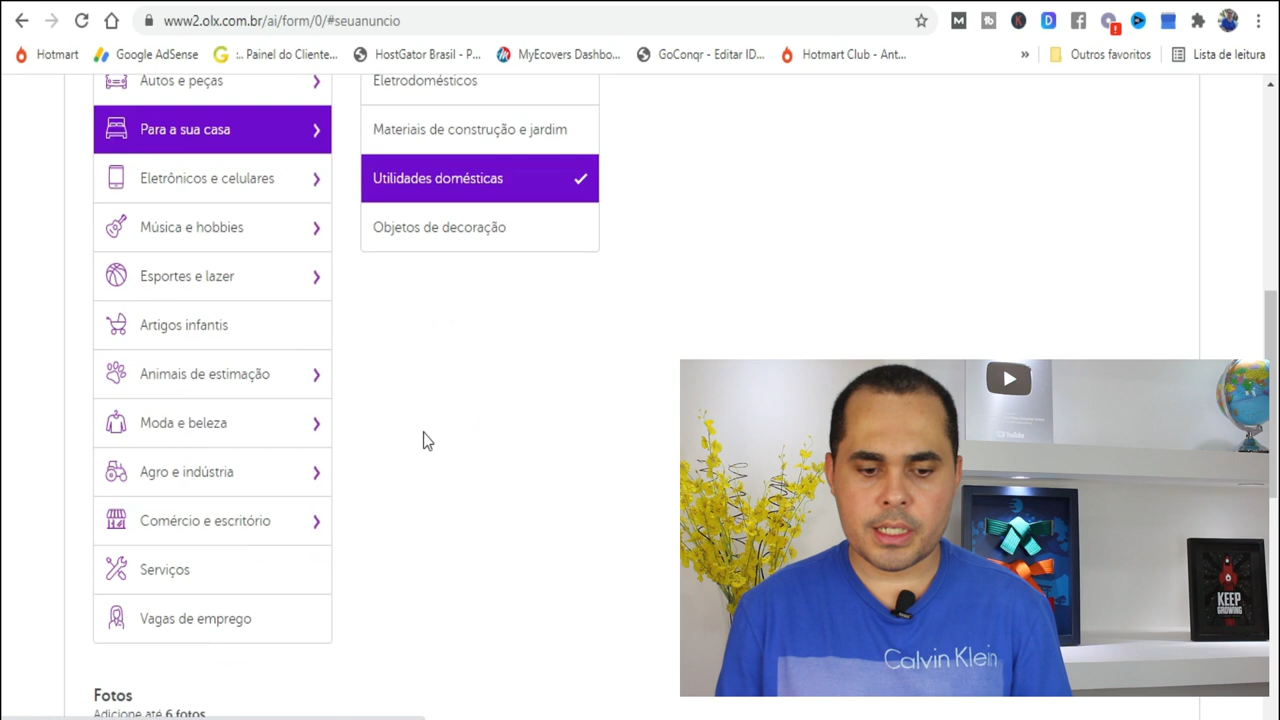 www2.olx.com.br/ai/form/0/#seuanuncio
Hotmart
Google AdSense
:. Painel do Cliente...
HostGator Brasil - P...
MyEcovers Dashbo...
GoConqr - Editar ID...
Hotmart Club - Ant...
»
Outros favoritos
Lista de leitura
Autos e peças
Para a sua casa
Eletrônicos e celulares
Música e hobbies
Esportes e lazer
Artigos infantis
Animais de estimação
Moda e beleza
Agro e indústria
Comércio e escritório
Serviços
Vagas de emprego
Eletrodomésticos
Materiais de construção e jardim
Utilidades domésticas
Objetos de decoração
Fotos
Adicione até 6 fotos
YouTube
KEEP
GROWING
Calvin Klein